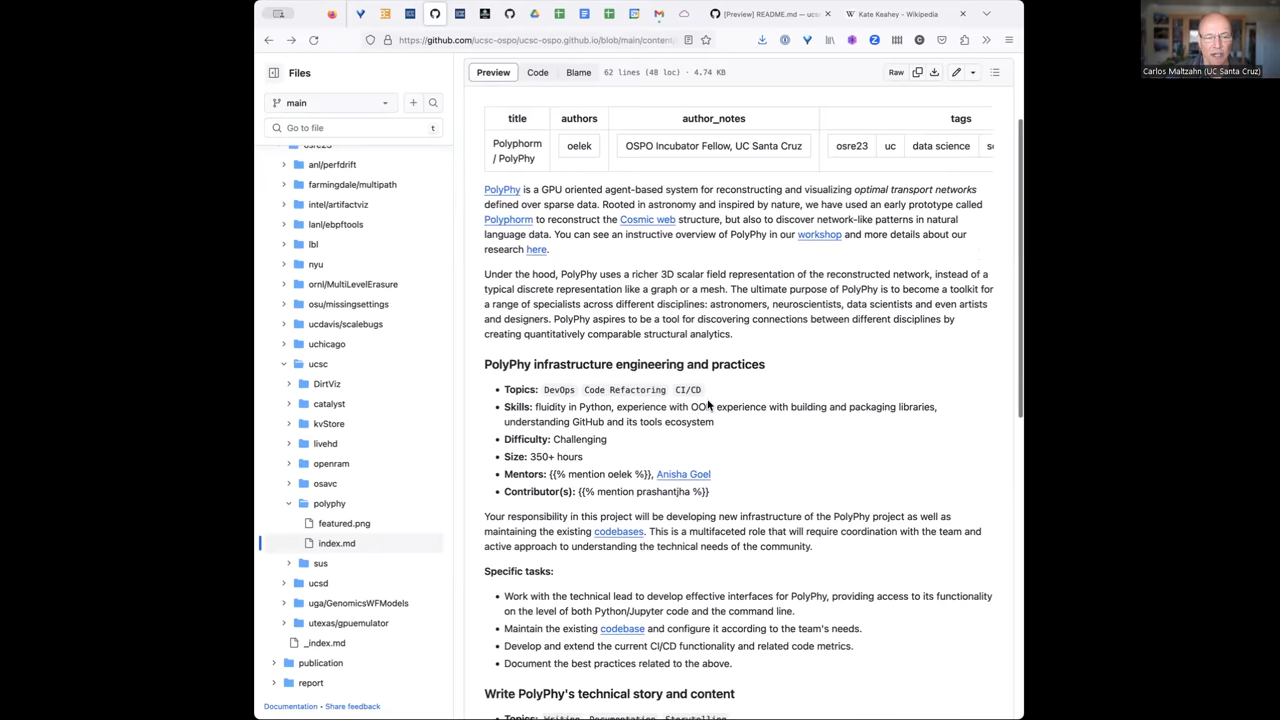 [Preview] README.md — ucs
Kate Keahey - Wikipedia
https://github.com/ucsc-ospo/ucsc-ospo.github.io/blob/main/content
Carlos Maltzahn (UC Santa Cruz)
Files
main
Go to file
t
anl/perfdrift
farmingdale/multipath
intel/artifactviz
lanl/ebpftools
lbl
nyu
ornl/MultiLevelErasure
osu/missingsettings
ucdavis/scalebugs
uchicago
ucsc
DirtViz
catalyst
kvStore
livehd
openram
osavc
polyphy
featured.png
index.md
sus
ucsd
uga/GenomicsWFModels
utexas/gpuemulator
_index.md
publication
report
Documentation • Share feedback
Preview
Code
Blame
62 lines (48 loc) · 4.74 KB
Raw
title
authors
author_notes
tags
Polyphorm
/ PolyPhy
oelek
OSPO Incubator Fellow, UC Santa Cruz
osre23
uc
data science
PolyPhy is a GPU oriented agent-based system for reconstructing and visualizing optimal transport networks
defined over sparse data. Rooted in astronomy and inspired by nature, we have used an early prototype called
Polyphorm to reconstruct the Cosmic web structure, but also to discover network-like patterns in natural
language data. You can see an instructive overview of PolyPhy in our workshop and more details about our
research here.
Under the hood, PolyPhy uses a richer 3D scalar field representation of the reconstructed network, instead of a
typical discrete representation like a graph or a mesh. The ultimate purpose of PolyPhy is to become a toolkit for
a range of specialists across different disciplines: astronomers, neuroscientists, data scientists and even artists
and designers. PolyPhy aspires to be a tool for discovering connections between different disciplines by
creating quantitatively comparable structural analytics.
PolyPhy infrastructure engineering and practices
• Topics: DevOps Code Refactoring CI/CD
• Skills: fluidity in Python, experience with OO experience with building and packaging libraries,
understanding GitHub and its tools ecosystem
• Difficulty: Challenging
• Size: 350+ hours
• Mentors: {{% mention oelek %}}, Anisha Goel
• Contributor(s): {{% mention prashantjha %}}
Your responsibility in this project will be developing new infrastructure of the PolyPhy project as well as
maintaining the existing codebases. This is a multifaceted role that will require coordination with the team and
active approach to understanding the technical needs of the community.
Specific tasks:
• Work with the technical lead to develop effective interfaces for PolyPhy, providing access to its functionality
on the level of both Python/Jupyter code and the command line.
• Maintain the existing codebase and configure it according to the team's needs.
• Develop and extend the current CI/CD functionality and related code metrics.
• Document the best practices related to the above.
Write PolyPhy's technical story and content
• Topics: Writing Documentation Storytelling